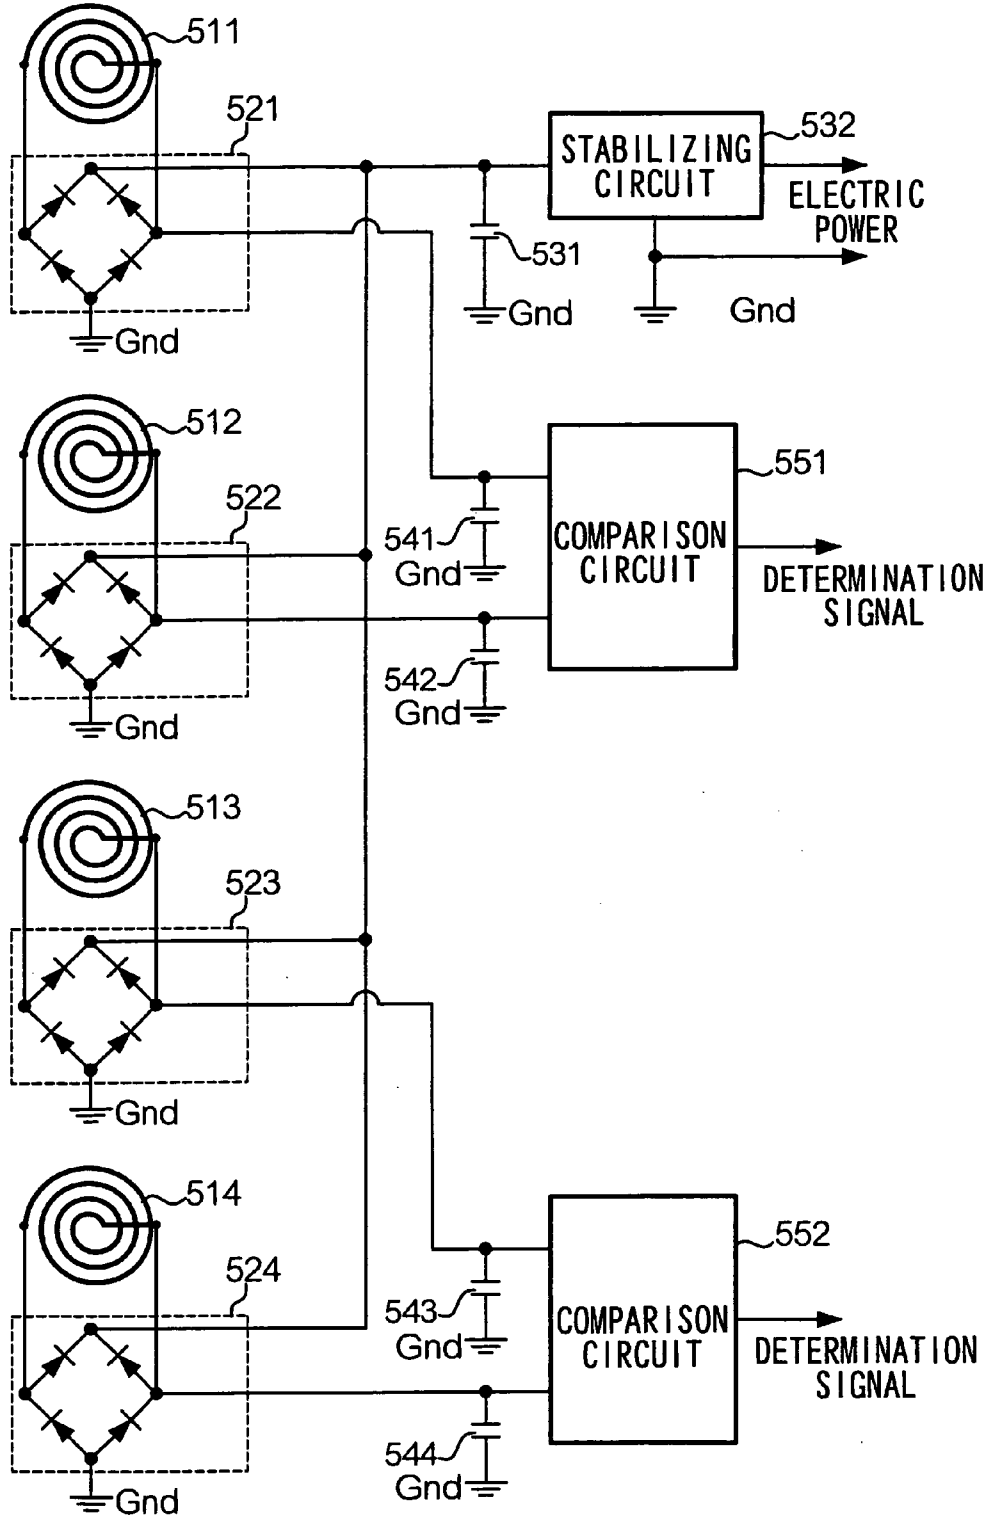 511
521
STABILIZING
CIRCUIT
532
ELECTRIC
POWER
531
Gnd
Gnd
Gnd
512
522
551
541
Gnd
COMPARISON
CIRCUIT
DETERMINATION
SIGNAL
542
Gnd
Gnd
513
523
Gnd
514
524
552
543
Gnd
COMPARISON
CIRCUIT
DETERMINATION
SIGNAL
544
Gnd
Gnd